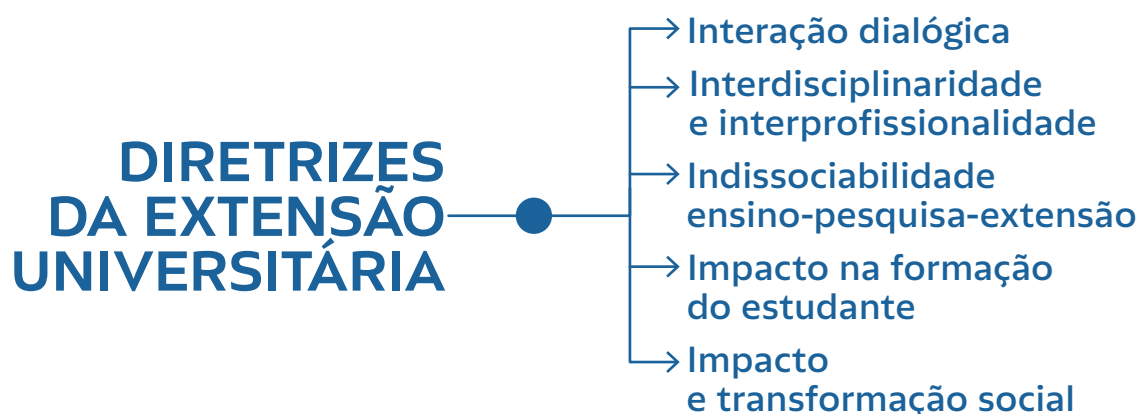 DIRETRIZES
DA EXTENSÃO
UNIVERSITÁRIA
Interação dialógica
Interdisciplinaridade
e interprofissionalidade
Indissociabilidade
ensino-pesquisa-extensão
Impacto na formação
do estudante
Impacto
e transformação social